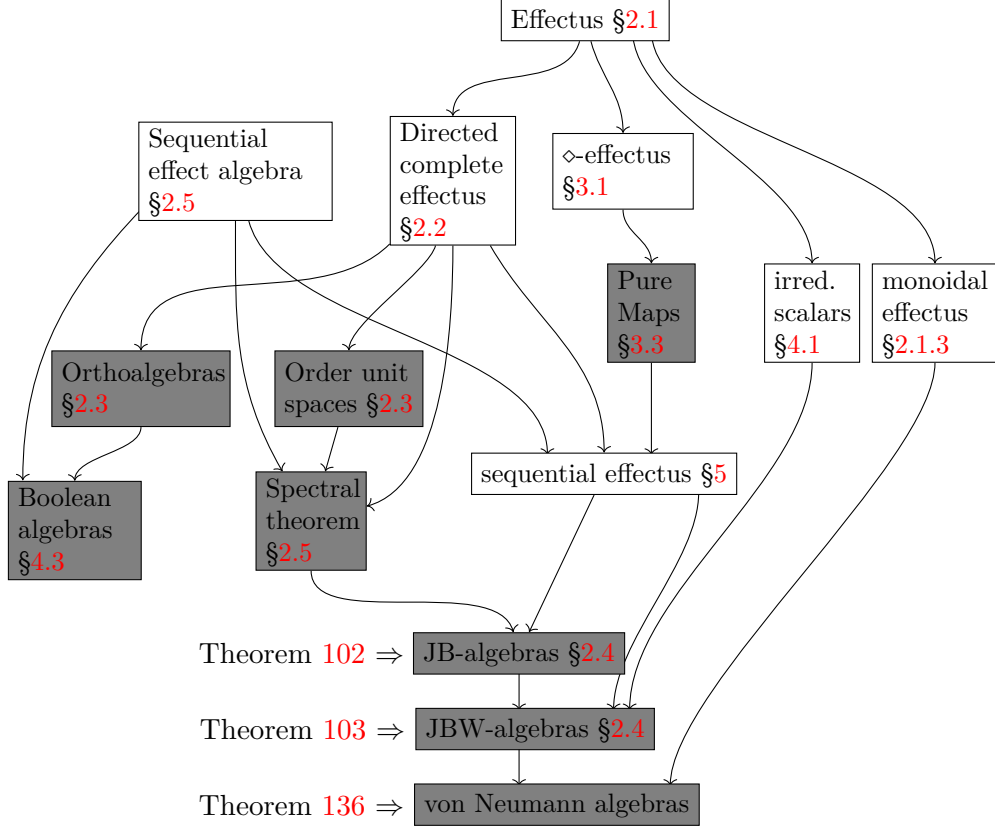 Effectus §2.1
Sequential
effect algebra
§2.5
Directed
complete
effectus
§2.2
⋄-effectus
§3.1
Pure
Maps
§3.3
irred.
scalars
§4.1
monoidal
effectus
§2.1.3
Orthoalgebras
§2.3
Order unit
spaces §2.3
sequential effectus §5
Boolean
algebras
§4.3
Spectral
theorem
§2.5
Theorem 102 ⇒ JB-algebras §2.4
Theorem 103 ⇒ JBW-algebras §2.4
Theorem 136 ⇒ von Neumann algebras